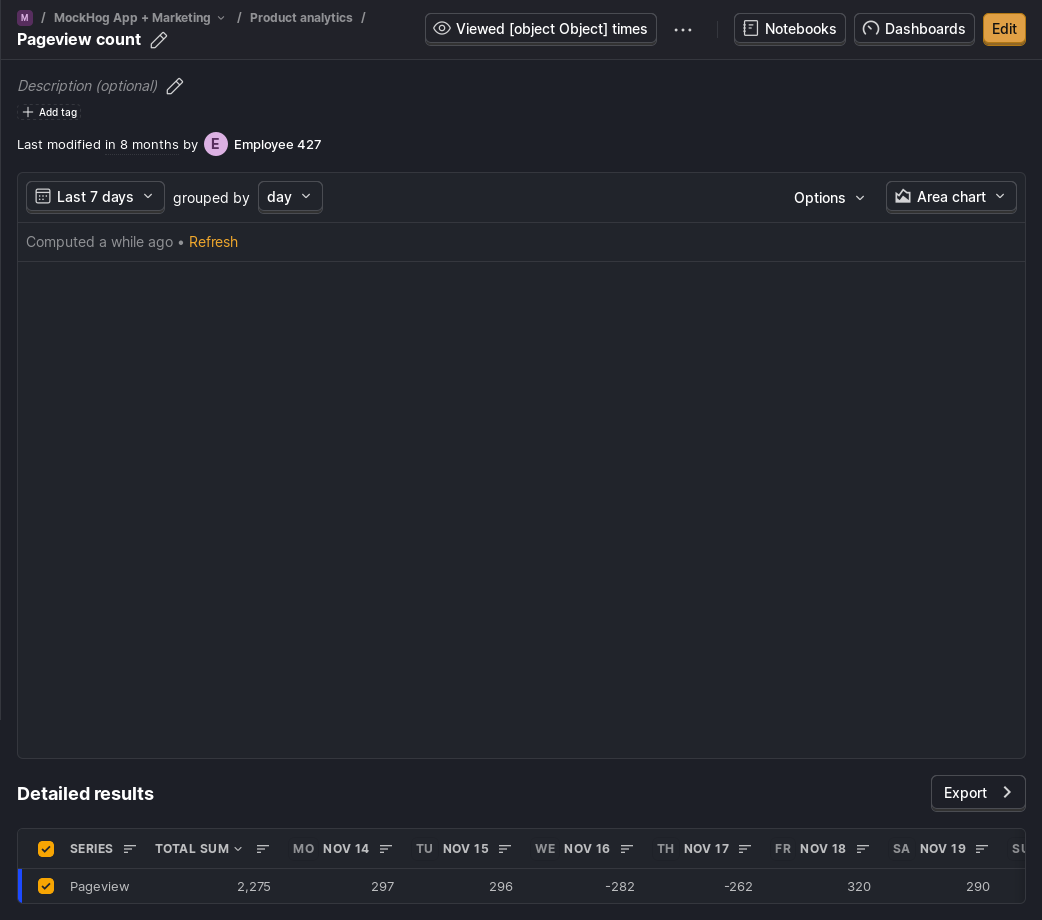 M / MockHog App + Marketing / Product analytics /
Pageview count
Viewed [object Object] times
Notebooks
Dashboards
Edit
Description (optional)
Add tag
Last modified in 8 months by E Employee 427
Last 7 days grouped by day Options Area chart
Computed a while ago • Refresh
Detailed results
Export
SERIES TOTAL SUM MO NOV 14 TU NOV 15 WE NOV 16 TH NOV 17 FR NOV 18 SA NOV 19 SU
Pageview 2,275 297 296 -282 -262 320 290